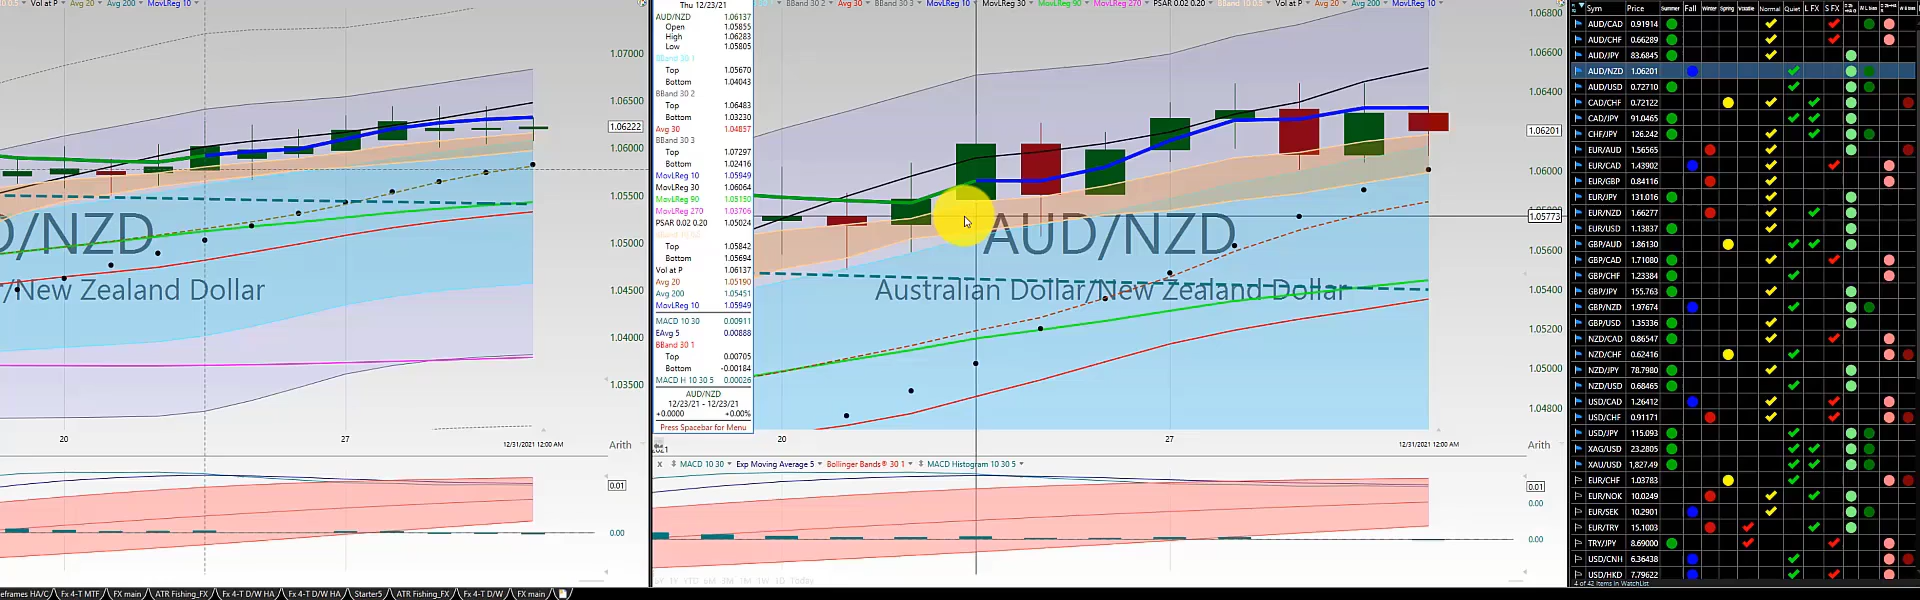 Vol at P Avg 20 Avg 200 MovLReg 10
1.07000
1.06500
1.06222
1.06000
1.05500
1.05000
1.04500
1.04000
1.03500
D/NZD
/New Zealand Dollar
20
27
12/31/2021 12:00 AM
Arith
0.01
0.00
Thu 12/23/21
AUD/NZD 1.06137
Open 1.05855
High 1.06283
Low 1.05805
BBand 30 1
Top 1.05670
Bottom 1.04043
BBand 30 2
Top 1.06483
Bottom 1.03230
Avg 30 1.04857
BBand 30 3
Top 1.07297
Bottom 1.02416
MovLReg 10 1.05949
MovLReg 30 1.06064
MovLReg 90 1.05150
MovLReg 270 1.03706
PSAR 0.02 0.20 1.05024
Top 1.05842
Bottom 1.05694
Vol at P 1.06137
Avg 20 1.05190
Avg 200 1.05451
MovLReg 10 1.05949
MACD 10 30 0.00911
EAvg 5 0.00888
BBand 30 1
Top 0.00705
Bottom -0.00184
MACD H 10 30 5 0.00026
AUD/NZD
12/23/21 - 12/23/21
+0.0000 +0.00%
Press Spacebar for Menu
BBand 30 2 Avg 30 BBand 30 3 MovLReg 10 MovLReg 30 MovLReg 90 MovLReg 270 PSAR 0.02 0.20 BBand 10 0.5 Vol at P Avg 20 Avg 200 MovLReg 10
1.06800
1.06600
1.06400
1.06201
1.06000
1.05773
1.05600
1.05400
1.05200
1.05000
1.04800
AUD/NZD
Australian Dollar/New Zealand Dollar
20
27
12/31/2021 12:00 AM
Arith
X MACD 10 30 Exp Moving Average 5 Bollinger Bands® 30 1 MACD Histogram 10 30 5
0.01
0.00
0.00
1Y YTD 6M 3M 1M 1W 1D Today
Sym Price Summer Fall Winter Spring Volatile Normal Quiet L FX S FX
AUD/CAD 0.91914
AUD/CHF 0.66289
AUD/JPY 83.6845
AUD/NZD 1.06201
AUD/USD 0.72710
CAD/CHF 0.72122
CAD/JPY 91.0465
CHF/JPY 126.242
EUR/AUD 1.56565
EUR/CAD 1.43902
EUR/GBP 0.84116
EUR/JPY 131.016
EUR/NZD 1.66277
EUR/USD 1.13837
GBP/AUD 1.86130
GBP/CAD 1.71080
GBP/CHF 1.23384
GBP/JPY 155.763
GBP/NZD 1.97674
GBP/USD 1.35336
NZD/CAD 0.86547
NZD/CHF 0.62416
NZD/JPY 78.7980
NZD/USD 0.68465
USD/CAD 1.26412
USD/CHF 0.91171
USD/JPY 115.093
XAG/USD 23.2805
XAU/USD 1,827.49
EUR/CHF 1.03783
EUR/NOK 10.0249
EUR/SEK 10.2901
EUR/TRY 15.1003
TRY/JPY 8.69000
USD/CNH 6.36438
USD/HKD 7.79622
4 of 42 items in WatchList
eframes HA/C Fx 4-T MTF FX main ATR Fishing_FX Fx 4-T D/W HA Fx 4-T D/W HA Starter5 ATR Fishing_FX Fx 4-T D/W FX main